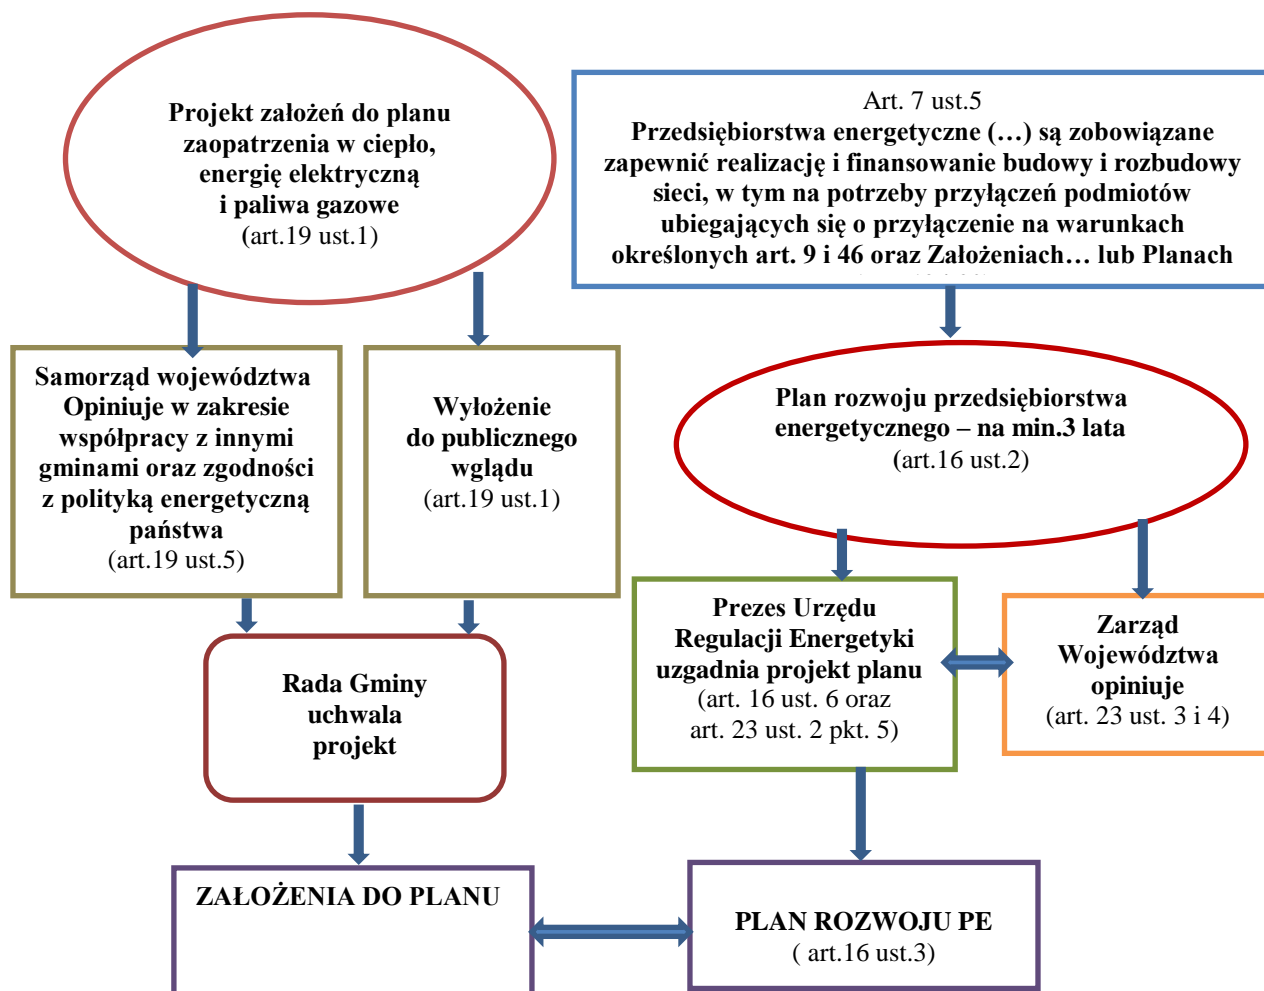 Projekt założeń do planu
zaopatrzenia w ciepło,
energię elektryczną
i paliwa gazowe
(art.19 ust.1)
Art. 7 ust.5
Przedsiębiorstwa energetyczne (…) są zobowiązane
zapewnić realizację i finansowanie budowy i rozbudowy
sieci, w tym na potrzeby przyłączeń podmiotów
ubiegających się o przyłączenie na warunkach
określonych art. 9 i 46 oraz Założeniach… lub Planach
Samorząd województwa
Opiniuje w zakresie
współpracy z innymi
gminami oraz zgodności
z polityką energetyczną
państwa
(art.19 ust.5)
Wyłożenie
do publicznego
wglądu
(art.19 ust.1)
Plan rozwoju przedsiębiorstwa
energetycznego – na min.3 lata
(art.16 ust.2)
Prezes Urzędu
Regulacji Energetyki
uzgadnia projekt planu
(art. 16 ust. 6 oraz
art. 23 ust. 2 pkt. 5)
Zarząd
Województwa
opiniuje
(art. 23 ust. 3 i 4)
Rada Gminy
uchwala
projekt
ZAŁOŻENIA DO PLANU
PLAN ROZWOJU PE
( art.16 ust.3)